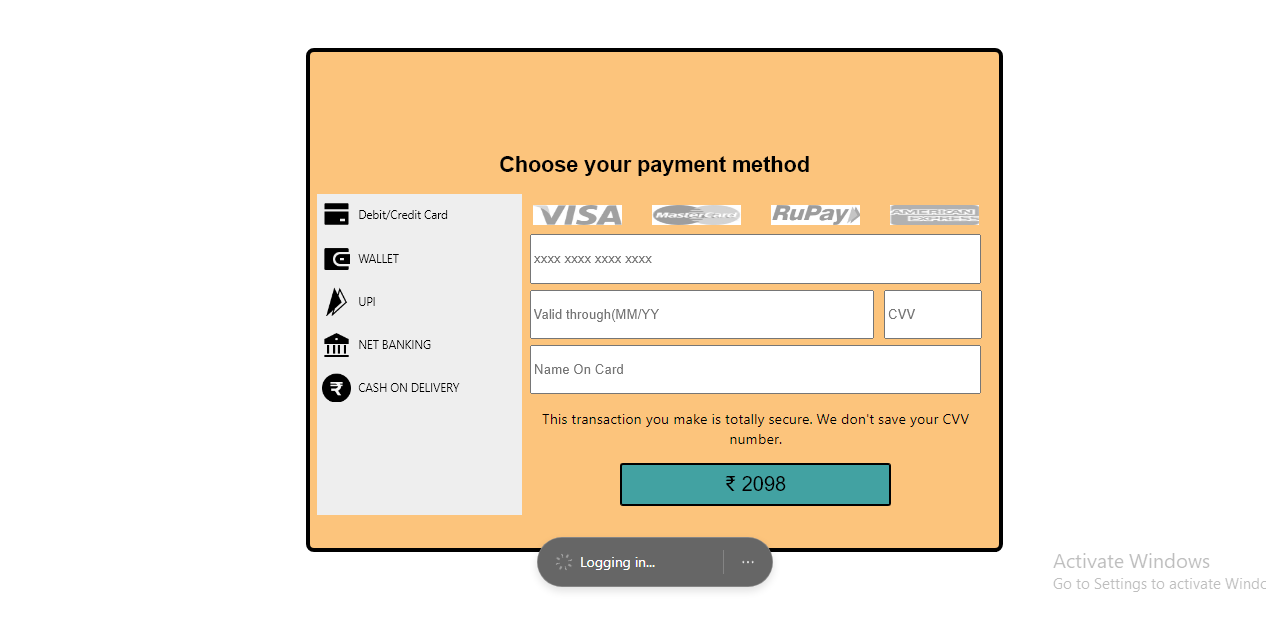 Choose your payment method
Debit/Credit Card
WALLET
UPI
NET BANKING
CASH ON DELIVERY
VISA MasterCard RuPay AMERICAN EXPRESS
xxxx xxxx xxxx xxxx
Valid through(MM/YY
CVV
Name On Card
This transaction you make is totally secure. We don't save your CVV
number.
₹ 2098
Logging in...
Activate Windows
Go to Settings to activate Windc